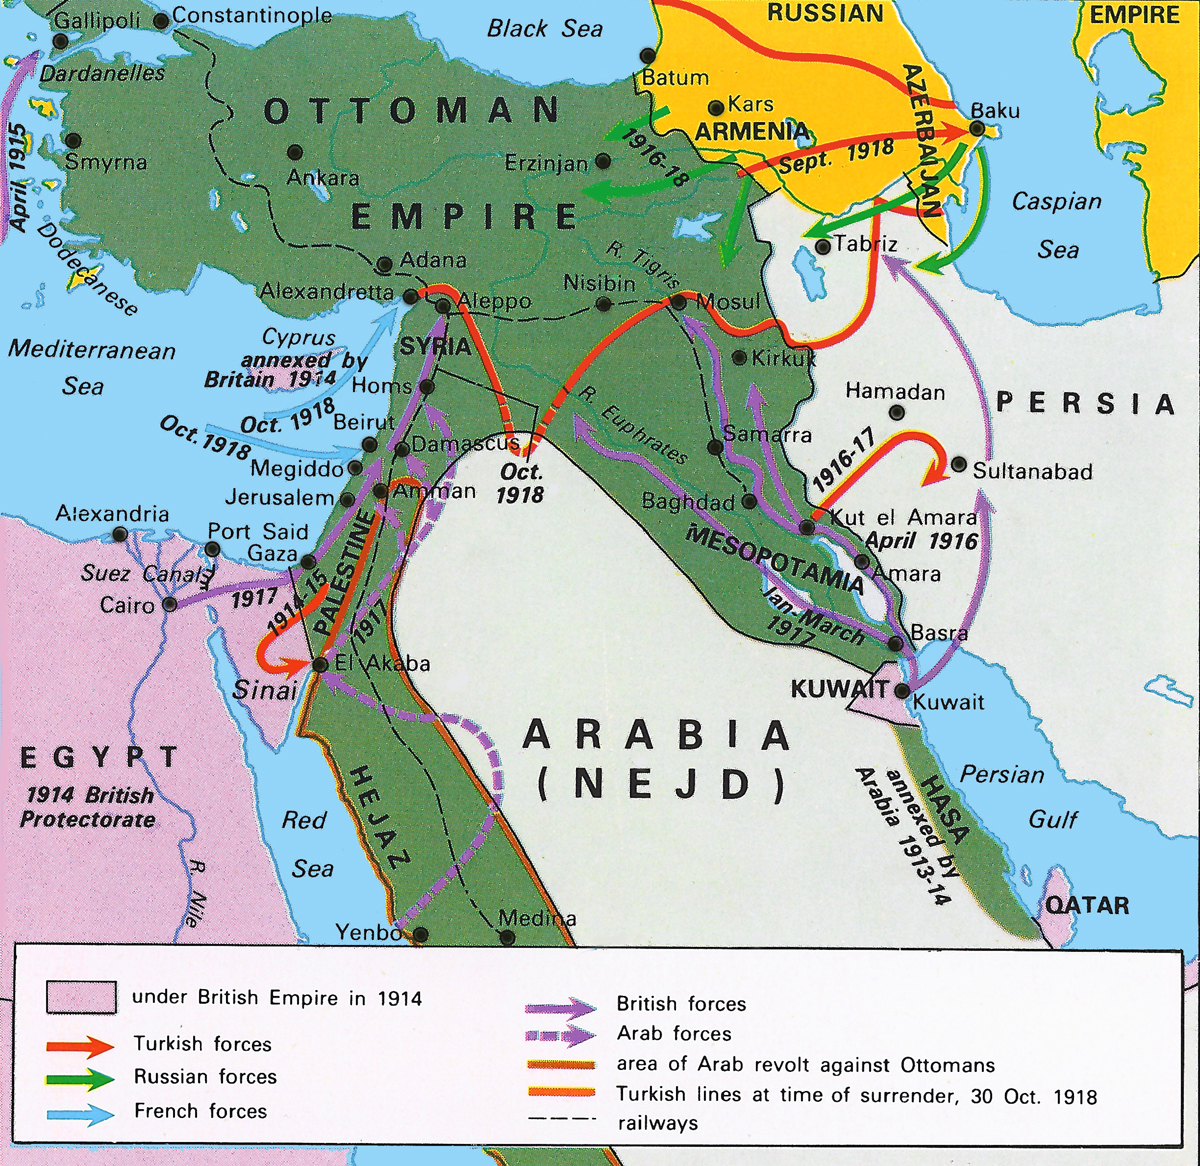 Gallipoli
Constantinople
Black Sea
RUSSIAN
EMPIRE
Dardanelles
Batum
AZERBAIJAN
Kars
ARMENIA
Baku
April 1915
Smyrna
OTTOMAN
Ankara
Erzinjan
1916-18
Sept. 1918
EMPIRE
Caspian
Sea
Dodecanese
Tabriz
Adana
R. Tigris
Alexandretta
Aleppo
Nisibin
Mosul
Mediterranean
Sea
Cyprus
annexed by
Britain 1914
SYRIA
Kirkuk
Homs
Hamadan
PERSIA
Oct. 1918
Oct. 1918
Beirut
R. Euphrates
Damascus
Samarra
1916-17
Megiddo
Oct.
1918
Sultanabad
Jerusalem
Amman
Baghdad
Alexandria
Port Said
Kut el Amara
April 1916
Gaza
MESOPOTAMIA
Suez Canal
PALESTINE
Amara
Cairo
1917
1914-15
1917
Jan-March
1917
Basra
El Akaba
Sinai
KUWAIT
Kuwait
ARABIA
(NEJD)
EGYPT
1914 British
Protectorate
HEJAZ
Persian
Gulf
HASA
annexed by
Arabia 1913-14
Red
Sea
R. Nile
QATAR
Yenbo
Medina
under British Empire in 1914
Turkish forces
Russian forces
French forces
British forces
Arab forces
area of Arab revolt against Ottomans
Turkish lines at time of surrender, 30 Oct. 1918
railways